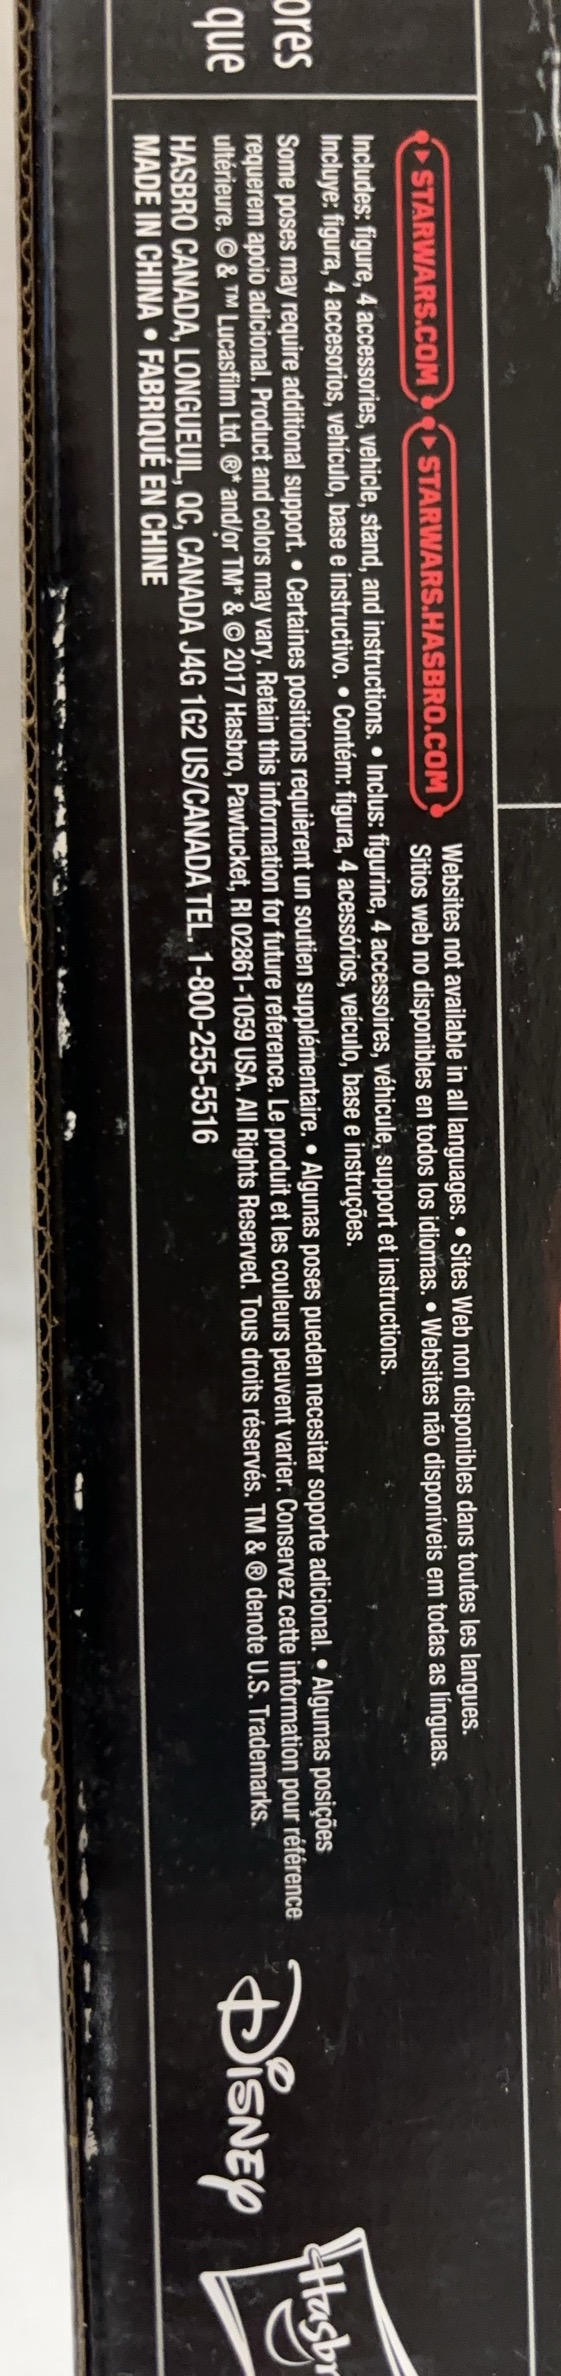 ores
que
STARWARS.COM STARWARS.HASBRO.COM
Websites not available in all languages. • Sites Web non disponibles dans toutes les langues.
Sitios web no disponibles en todos los idiomas. • Websites não disponíveis em todas as línguas.
Includes: figure, 4 accessories, vehicle, stand, and instructions. • Inclus: figurine, 4 accessoires, véhicule, support et instructions.
Incluye: figura, 4 accesorios, vehículo, base e instructivo. • Contém: figura, 4 acessórios, veículo, base e instruções.
Some poses may require additional support. • Certaines positions requièrent un soutien supplémentaire. • Algunas poses pueden necesitar soporte adicional. • Algumas posições
requerem apoio adicional. Product and colors may vary. Retain this information for future reference. Le produit et les couleurs peuvent varier. Conservez cette information pour référence
ultérieure. © & ™ Lucasfilm Ltd. ®* and/or TM* & © 2017 Hasbro, Pawtucket, RI 02861-1059 USA. All Rights Reserved. Tous droits réservés. TM & ® denote U.S. Trademarks.
HASBRO CANADA, LONGUEUIL, QC, CANADA J4G 1G2 US/CANADA TEL. 1-800-255-5516
MADE IN CHINA • FABRIQUÉ EN CHINE
Disney
Hasbr